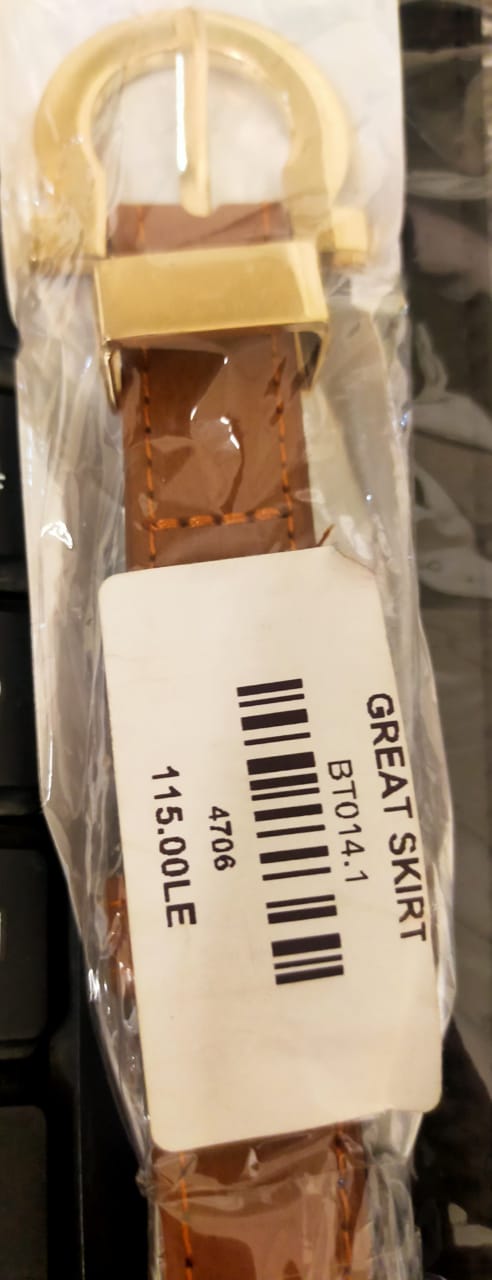 GREAT SKIRT
BT014.1
4706
115.00LE